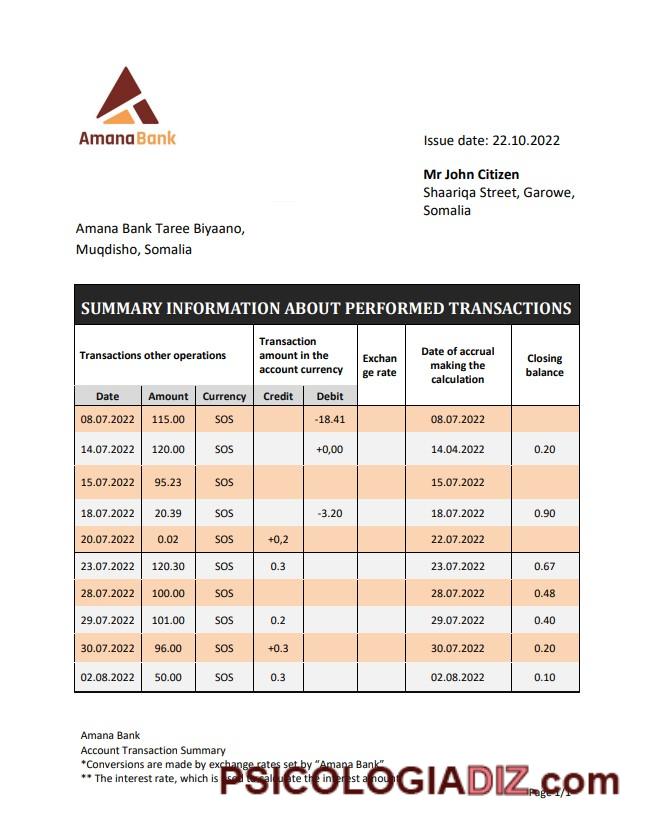 AmanaBank
Issue date: 22.10.2022
Mr John Citizen
Shaariqa Street, Garowe,
Somalia
Amana Bank Taree Biyaano,
Muqdisho, Somalia
SUMMARY INFORMATION ABOUT PERFORMED TRANSACTIONS
Transactions other operations
Transaction amount in the account currency
Exchan ge rate
Date of accrual making the calculation
Closing balance
Date Amount Currency Credit Debit
08.07.2022 115.00 SOS -18.41 08.07.2022
14.07.2022 120.00 SOS +0,00 14.04.2022 0.20
15.07.2022 95.23 SOS 15.07.2022
18.07.2022 20.39 SOS -3.20 18.07.2022 0.90
20.07.2022 0.02 SOS +0,2 22.07.2022
23.07.2022 120.30 SOS 0.3 23.07.2022 0.67
28.07.2022 100.00 SOS 28.07.2022 0.48
29.07.2022 101.00 SOS 0.2 29.07.2022 0.40
30.07.2022 96.00 SOS +0.3 30.07.2022 0.20
02.08.2022 50.00 SOS 0.3 02.08.2022 0.10
Amana Bank
Account Transaction Summary
*Conversions are made by exchange rates set by “Amana Bank”
** The interest rate, which is used to calculate the interest amount
PSICOLOGIADIZ.com
Page 1/1